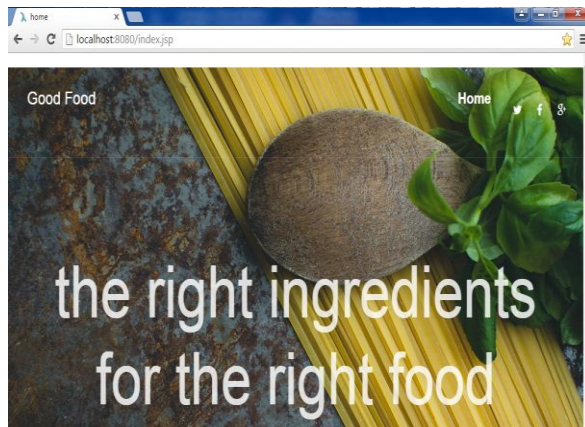 home
localhost:8080/index.jsp
Good Food Home
the right ingredients
for the right food